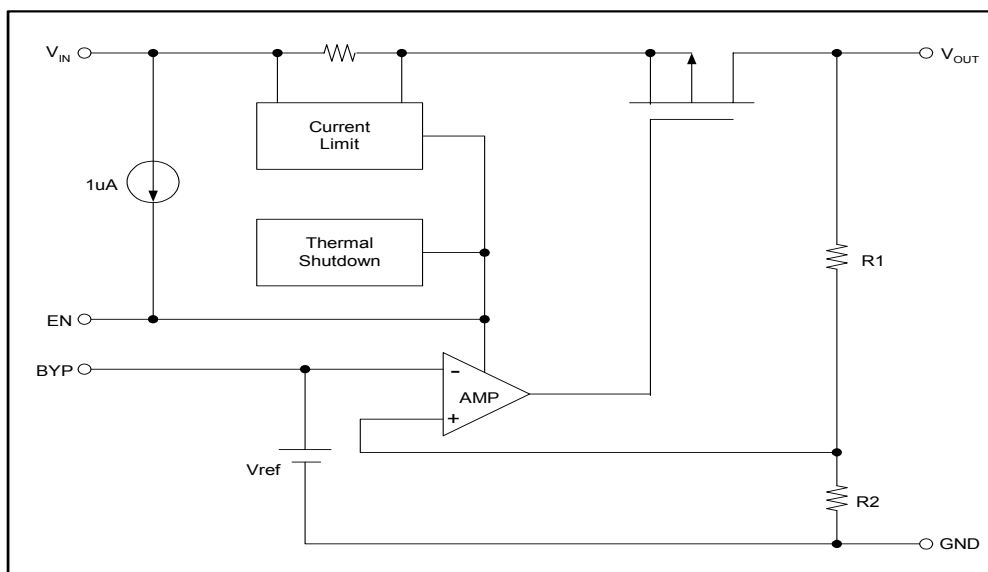 VIN
VOUT
Current
Limit
1uA
Thermal
Shutdown
R1
EN
BYP
-
AMP
+
Vref
R2
GND